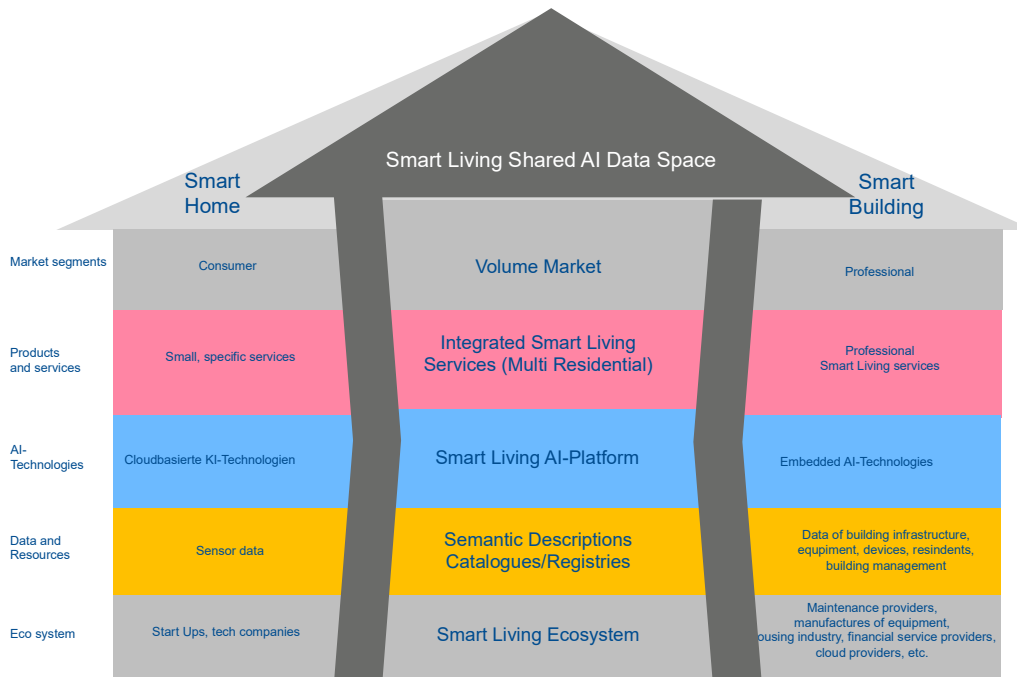 Smart Living Shared AI Data Space
Smart
Home
Smart
Building
Market segments
Consumer
Volume Market
Professional
Products
and services
Small, specific services
Integrated Smart Living
Services (Multi Residential)
Professional
Smart Living services
AI-
Technologies
Cloudbasierte KI-Technologien
Smart Living AI-Platform
Embedded AI-Technologies
Data and
Resources
Sensor data
Semantic Descriptions
Catalogues/Registries
Data of building infrastructure,
equpiment, devices, resindents,
building management
Eco system
Start Ups, tech companies
Smart Living Ecosystem
Maintenance providers,
manufactures of equipment,
ousing industry, financial service providers,
cloud providers, etc.